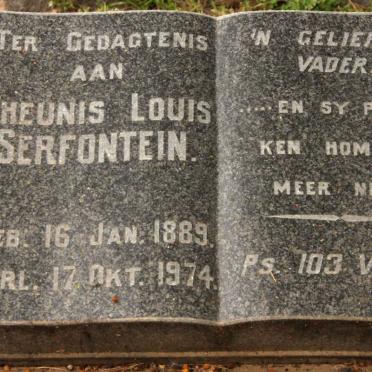 TER GEDAGTENIS
AAN
HEUNIS LOUIS
SERFONTEIN.
EB. 16 JAN. 1889.
RL. 17 OKT. 1974.
'N GELIE
VADER
.....EN SY P
KEN HOM
MEER NI
PS. 103 V